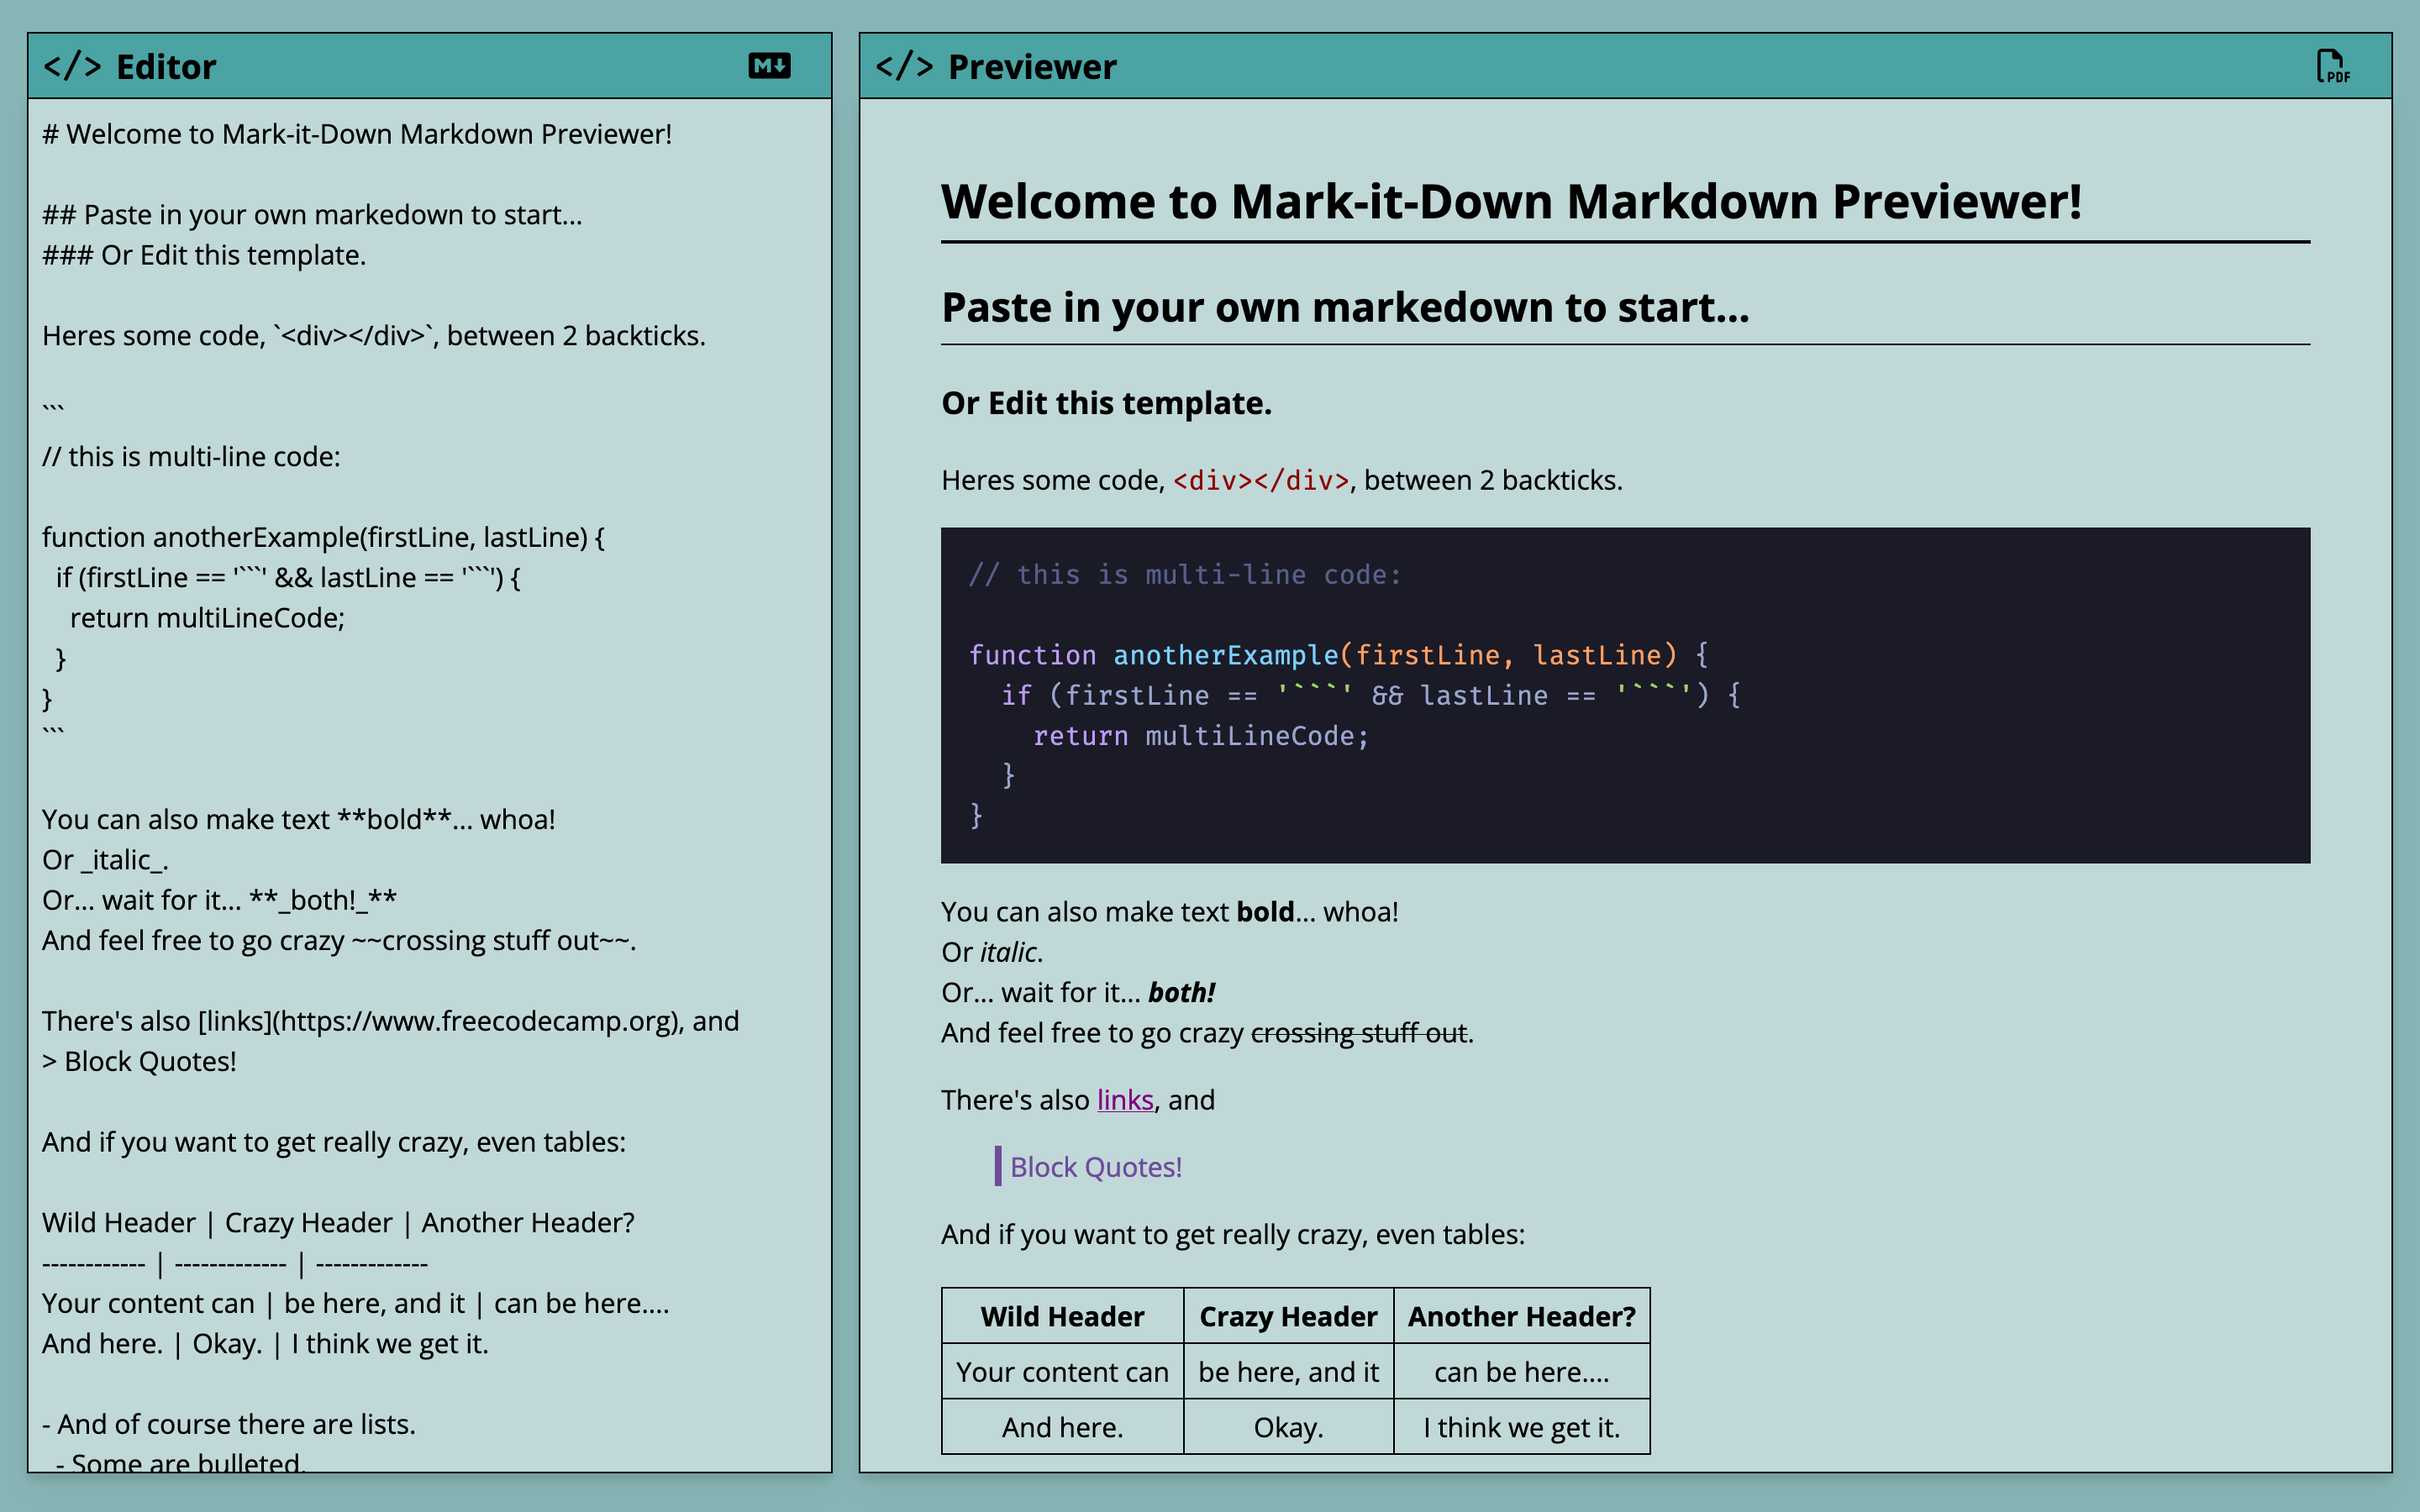 </> Editor
M↓
# Welcome to Mark-it-Down Markdown Previewer!
## Paste in your own markedown to start...
### Or Edit this template.
Heres some code, `<div></div>`, between 2 backticks.
```
// this is multi-line code:
function anotherExample(firstLine, lastLine) {
  if (firstLine == '```' && lastLine == '```') {
    return multiLineCode;
  }
}
```
You can also make text **bold**... whoa!
Or _italic_.
Or... wait for it... **_both!_**
And feel free to go crazy ~~crossing stuff out~~.
There's also [links](https://www.freecodecamp.org), and
> Block Quotes!
And if you want to get really crazy, even tables:
Wild Header | Crazy Header | Another Header?
------------ | ------------- | -------------
Your content can | be here, and it | can be here....
And here. | Okay. | I think we get it.
- And of course there are lists.
  - Some are bulleted.
</> Previewer
PDF
Welcome to Mark-it-Down Markdown Previewer!
Paste in your own markedown to start...
Or Edit this template.
Heres some code, <div></div>, between 2 backticks.
// this is multi-line code:
function anotherExample(firstLine, lastLine) {
  if (firstLine == '```' && lastLine == '```') {
    return multiLineCode;
  }
}
You can also make text bold... whoa!
Or italic.
Or... wait for it... both!
And feel free to go crazy crossing stuff out.
There's also links, and
Block Quotes!
And if you want to get really crazy, even tables:
Wild Header Crazy Header Another Header?
Your content can be here, and it can be here....
And here. Okay. I think we get it.